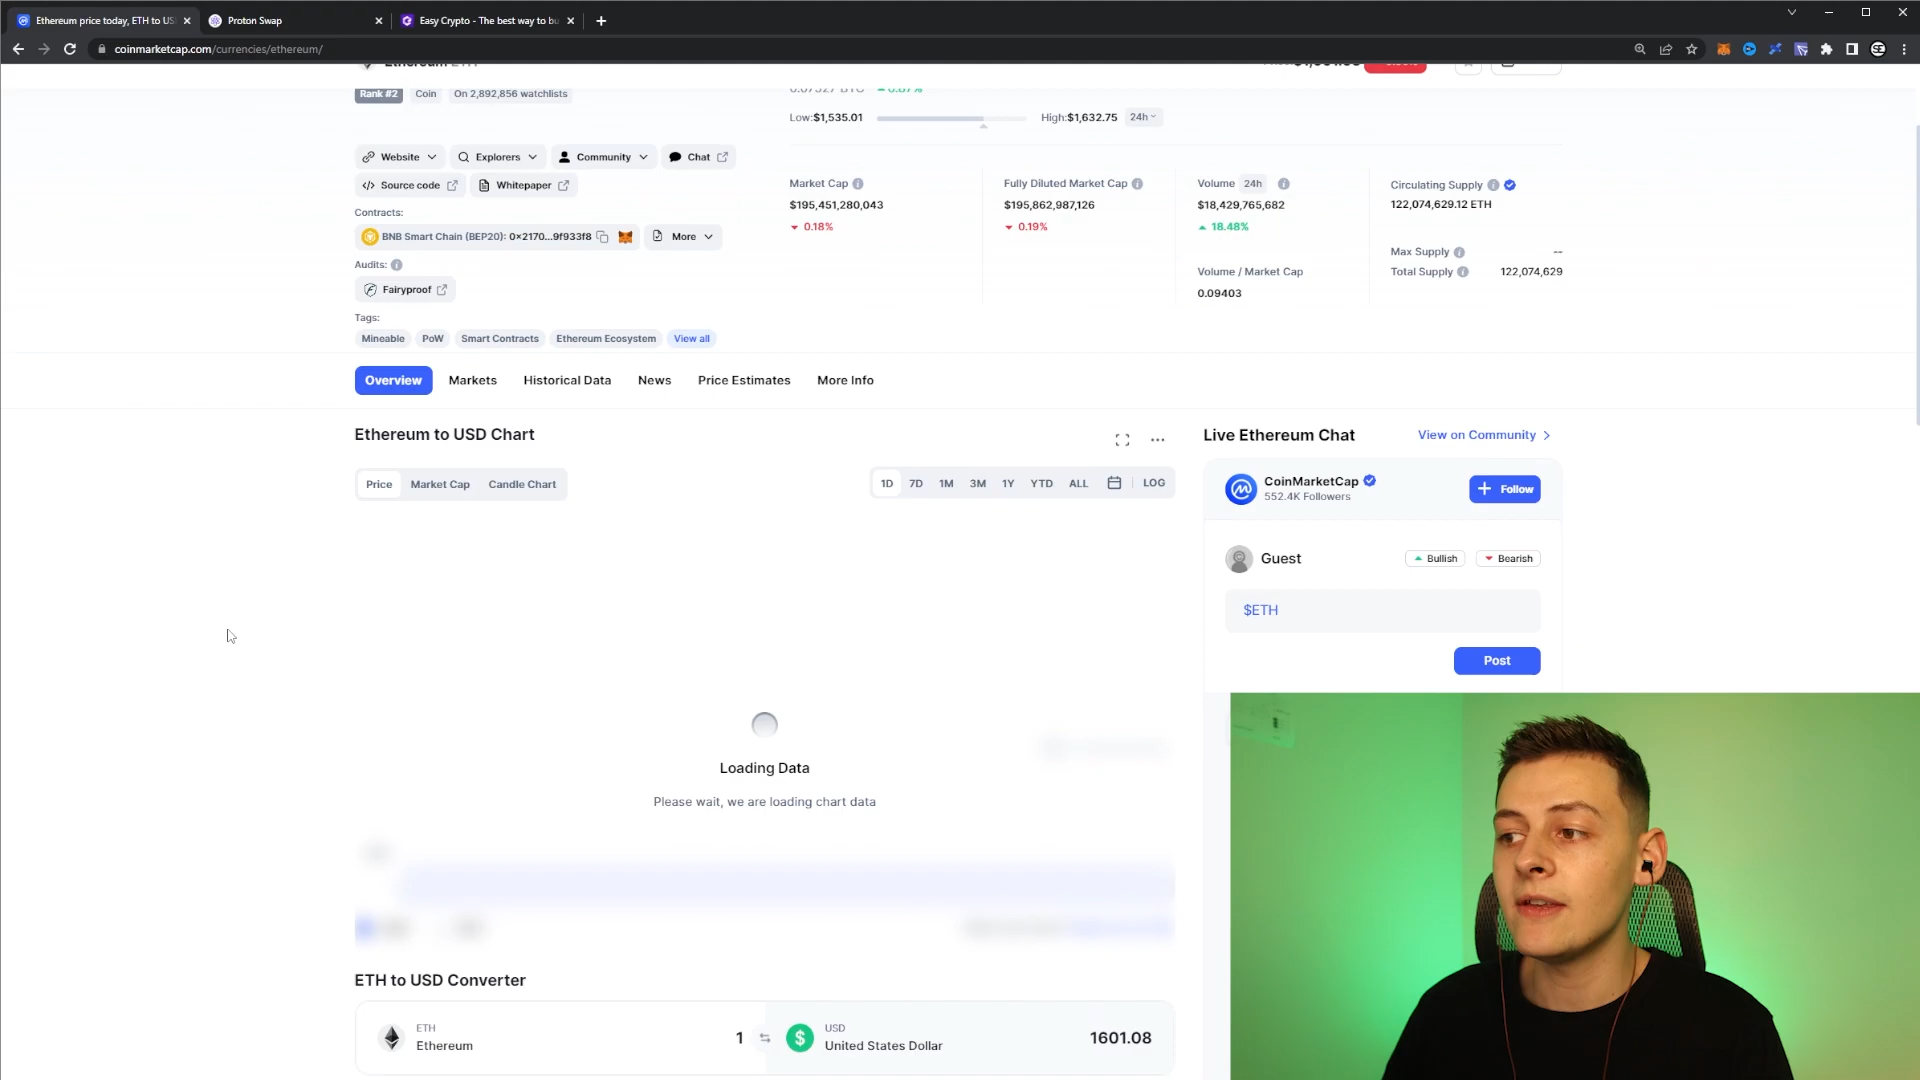 Ethereum price today, ETH to US
Proton Swap
Easy Crypto - The best way to bu
coinmarketcap.com/currencies/ethereum/
Rank #2
Coin
On 2,892,856 watchlists
Low:$1,535.01
High:$1,632.75
24h
Website
Explorers
Community
Chat
Source code
Whitepaper
Contracts:
BNB Smart Chain (BEP20): 0x2170...9f933f8
More
Audits:
Fairyproof
Tags:
Mineable
PoW
Smart Contracts
Ethereum Ecosystem
View all
Market Cap
$195,451,280,043
0.18%
Fully Diluted Market Cap
$195,862,987,126
0.19%
Volume 24h
$18,429,765,682
18.48%
Volume / Market Cap
0.09403
Circulating Supply
122,074,629.12 ETH
Max Supply --
Total Supply 122,074,629
Overview
Markets
Historical Data
News
Price Estimates
More Info
Ethereum to USD Chart
Price
Market Cap
Candle Chart
1D
7D
1M
3M
1Y
YTD
ALL
LOG
Loading Data
Please wait, we are loading chart data
Live Ethereum Chat
View on Community
CoinMarketCap
552.4K Followers
+ Follow
Guest
Bullish
Bearish
$ETH
Post
ETH to USD Converter
ETH
Ethereum
1
USD
United States Dollar
1601.08